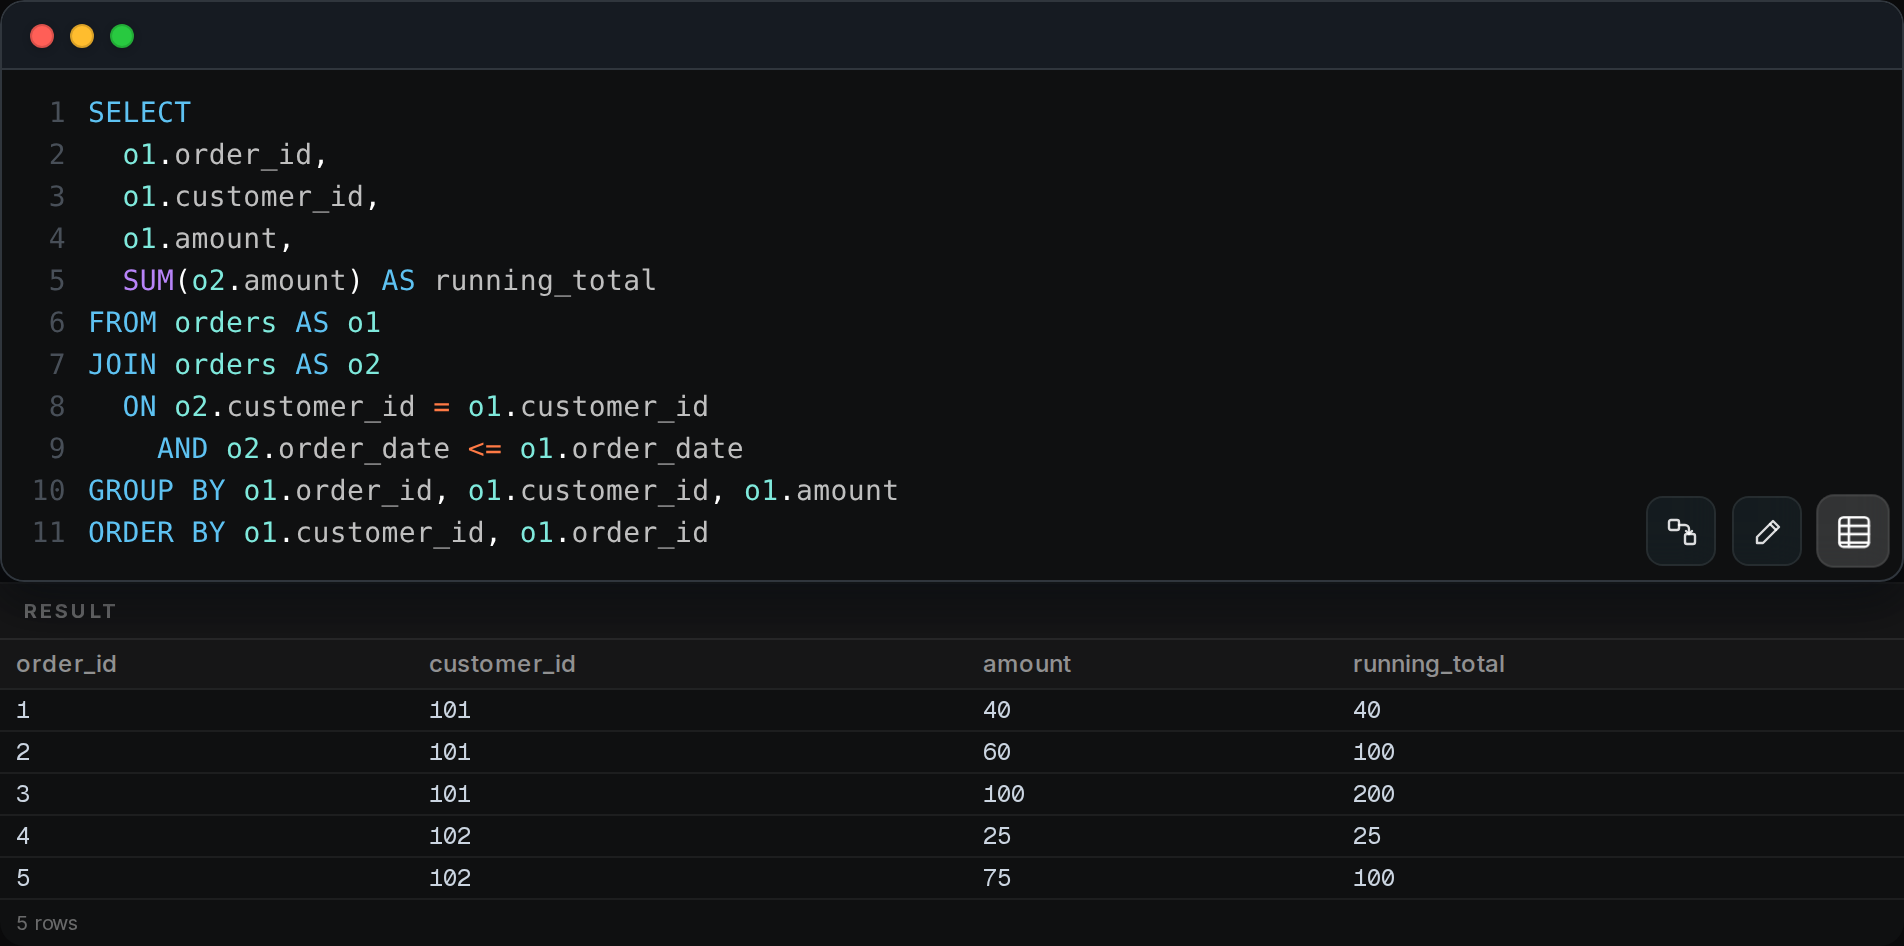 1 SELECT
2   o1.order_id,
3   o1.customer_id,
4   o1.amount,
5   SUM(o2.amount) AS running_total
6 FROM orders AS o1
7 JOIN orders AS o2
8   ON o2.customer_id = o1.customer_id
9     AND o2.order_date <= o1.order_date
10 GROUP BY o1.order_id, o1.customer_id, o1.amount
11 ORDER BY o1.customer_id, o1.order_id
RESULT
order_id customer_id amount running_total
1 101 40 40
2 101 60 100
3 101 100 200
4 102 25 25
5 102 75 100
5 rows